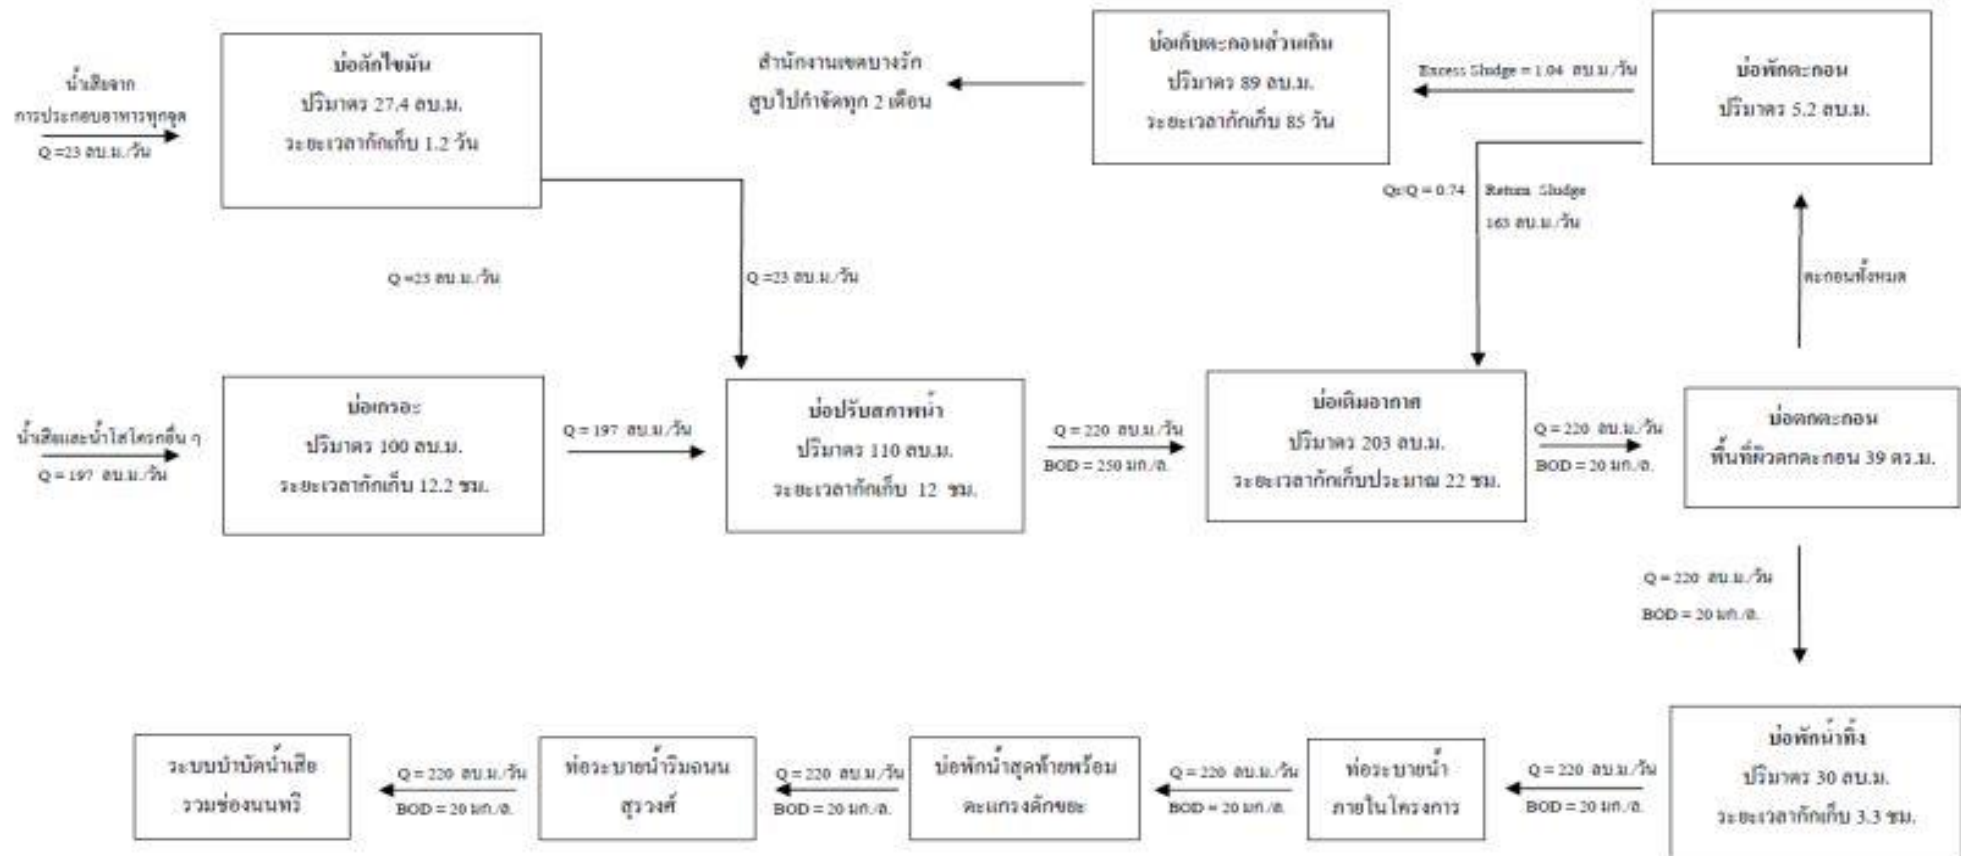 น้ำเสียจาก
การประกอบอาหารทุกจุด
Q =23 ลบ.ม./วัน
บ่อดักไขมัน
ปริมาตร 27.4 ลบ.ม.
ระยะเวลากักเก็บ 1.2 วัน
สำนักงานเขตบางรัก
สูบไปกำจัดทุก 2 เดือน
บ่อเก็บตะกอนส่วนเกิน
ปริมาตร 89 ลบ.ม.
ระยะเวลากักเก็บ 85 วัน
Excess Sludge = 1.04 ลบ.ม./วัน
บ่อพักตะกอน
ปริมาตร 5.2 ลบ.ม.
Qr/Q = 0.74
Return Sludge
163 ลบ.ม./วัน
Q =23 ลบ.ม./วัน
Q =23 ลบ.ม./วัน
ตะกอนทั้งหมด
น้ำเสียและน้ำโสโครกอื่น ๆ
Q = 197 ลบ.ม./วัน
บ่อเกรอะ
ปริมาตร 100 ลบ.ม.
ระยะเวลากักเก็บ 12.2 ชม.
Q = 197 ลบ.ม./วัน
บ่อปรับสภาพน้ำ
ปริมาตร 110 ลบ.ม.
ระยะเวลากักเก็บ 12 ชม.
Q = 220 ลบ.ม./วัน
BOD = 250 มก./ล.
บ่อเติมอากาศ
ปริมาตร 203 ลบ.ม.
ระยะเวลากักเก็บประมาณ 22 ชม.
Q = 220 ลบ.ม./วัน
BOD = 20 มก./ล.
บ่อตกตะกอน
พื้นที่ผิวตกตะกอน 39 ตร.ม.
Q = 220 ลบ.ม./วัน
BOD = 20 มก./ล.
ระบบบำบัดน้ำเสีย
รวมช่องนนทรี
Q = 220 ลบ.ม./วัน
BOD = 20 มก./ล.
ท่อระบายน้ำริมถนน
สุรวงศ์
Q = 220 ลบ.ม./วัน
BOD = 20 มก./ล.
บ่อพักน้ำสุดท้ายพร้อม
ตะแกรงดักขยะ
Q = 220 ลบ.ม./วัน
BOD = 20 มก./ล.
ท่อระบายน้ำ
ภายในโครงการ
Q = 220 ลบ.ม./วัน
BOD = 20 มก./ล.
บ่อพักน้ำทิ้ง
ปริมาตร 30 ลบ.ม.
ระยะเวลากักเก็บ 3.3 ชม.